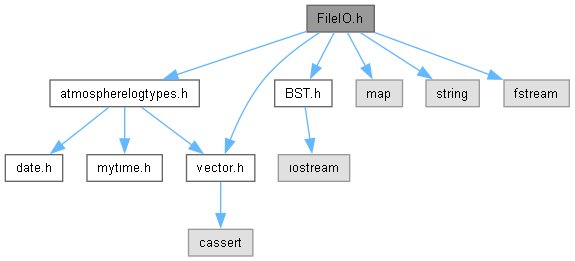 FileIO.h
atmospherelogtypes.h
BST.h
map
string
fstream
date.h
mytime.h
vector.h
iostream
cassert